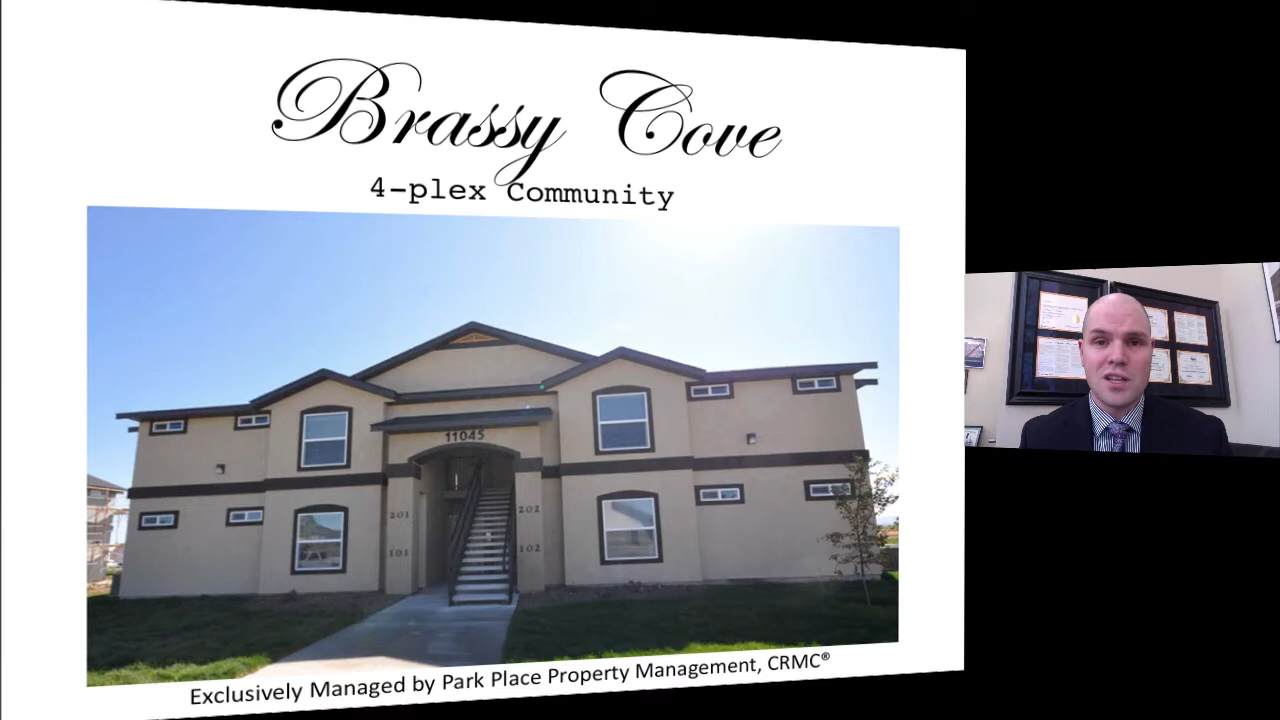 Brassy Cove
4-plex Community
11045
201
202
101
102
Exclusively Managed by Park Place Property Management, CRMC®